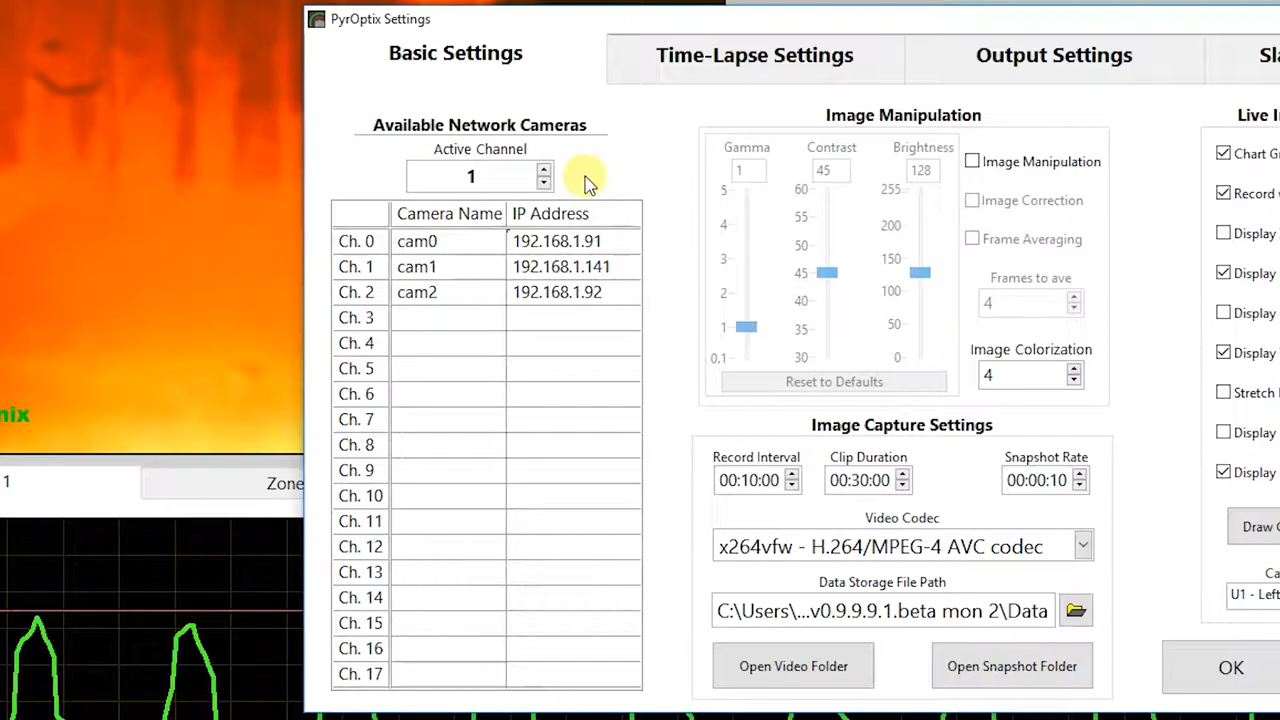 PyrOptix Settings
Basic Settings
Time-Lapse Settings
Output Settings
Available Network Cameras
Active Channel
1
Camera Name IP Address
Ch. 0 cam0 192.168.1.91
Ch. 1 cam1 192.168.1.141
Ch. 2 cam2 192.168.1.92
Ch. 3
Ch. 4
Ch. 5
Ch. 6
Ch. 7
Ch. 8
Ch. 9
Ch. 10
Ch. 11
Ch. 12
Ch. 13
Ch. 14
Ch. 15
Ch. 16
Ch. 17
Image Manipulation
Gamma Contrast Brightness
1 45 128
5 60 255
55
4 200
50
3 150
45
2 40 100
1 35 50
0.1 30 0
Reset to Defaults
Image Manipulation
Image Correction
Frame Averaging
Frames to ave
4
Image Colorization
4
Image Capture Settings
Record Interval Clip Duration Snapshot Rate
00:10:00 00:30:00 00:00:10
Video Codec
x264vfw - H.264/MPEG-4 AVC codec
Data Storage File Path
C:\Users\...v0.9.9.9.1.beta mon 2\Data
Open Video Folder
Open Snapshot Folder
Live
Chart
Record
Display
Display
Display
Display
Stretch
Display
Display
Draw
U1 - Left
OK
nix
1
Zone